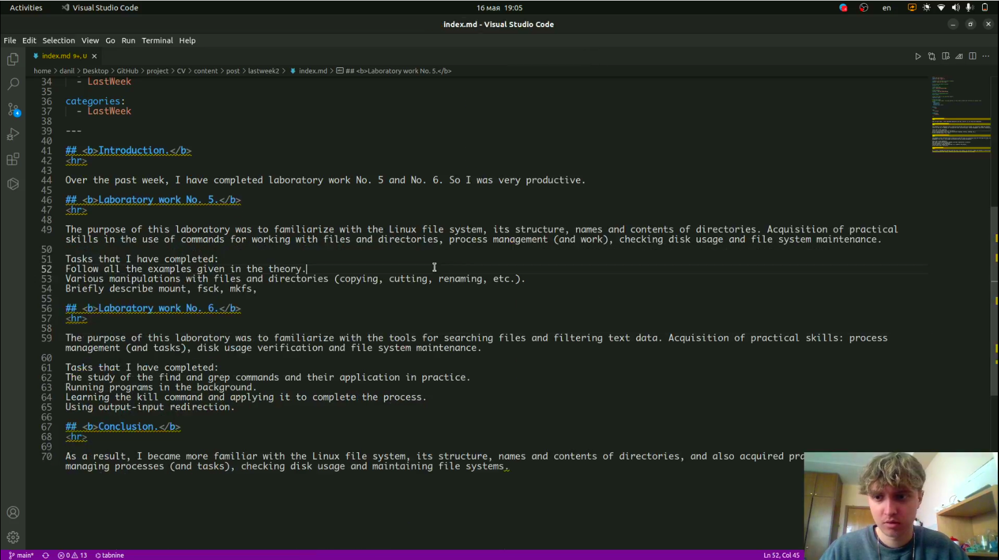 Activities Visual Studio Code 16 мая 19:05 en
index.md - Visual Studio Code
File Edit Selection View Go Run Terminal Help
index.md 9+, U
home > danil > Desktop > GitHub > project > CV > content > post > lastweek2 > index.md > ## <b>Laboratory work No. 5.</b>
34 - LastWeek
35
36 categories:
37 - LastWeek
38
39 ---
40
41 ## <b>Introduction.</b>
42 <hr>
43
44 Over the past week, I have completed laboratory work No. 5 and No. 6. So I was very productive.
45
46 ## <b>Laboratory work No. 5.</b>
47 <hr>
48
49 The purpose of this laboratory was to familiarize with the Linux file system, its structure, names and contents of directories. Acquisition of practical
skills in the use of commands for working with files and directories, process management (and work), checking disk usage and file system maintenance.
50
51 Tasks that I have completed:
52 Follow all the examples given in the theory.
53 Various manipulations with files and directories (copying, cutting, renaming, etc.).
54 Briefly describe mount, fsck, mkfs,
55
56 ## <b>Laboratory work No. 6.</b>
57 <hr>
58
59 The purpose of this laboratory was to familiarize with the tools for searching files and filtering text data. Acquisition of practical skills: process
management (and tasks), disk usage verification and file system maintenance.
60
61 Tasks that I have completed:
62 The study of the find and grep commands and their application in practice.
63 Running programs in the background.
64 Learning the kill command and applying it to complete the process.
65 Using output-input redirection.
66
67 ## <b>Conclusion.</b>
68 <hr>
69
70 As a result, I became more familiar with the Linux file system, its structure, names and contents of directories, and also acquired
managing processes (and tasks), checking disk usage and maintaining file systems.
4
main* 0 13 tabnine Ln 52, Col 45